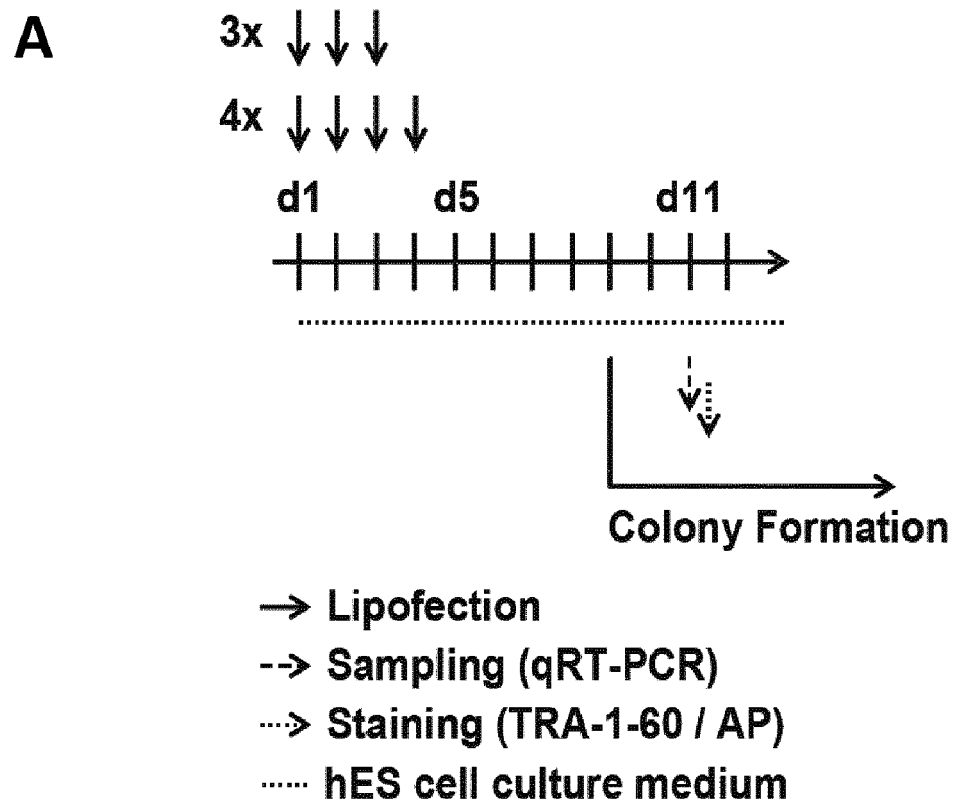 A
3x
4x
d1 d5 d11
Colony Formation
Lipofection
Sampling (qRT-PCR)
Staining (TRA-1-60 / AP)
hES cell culture medium